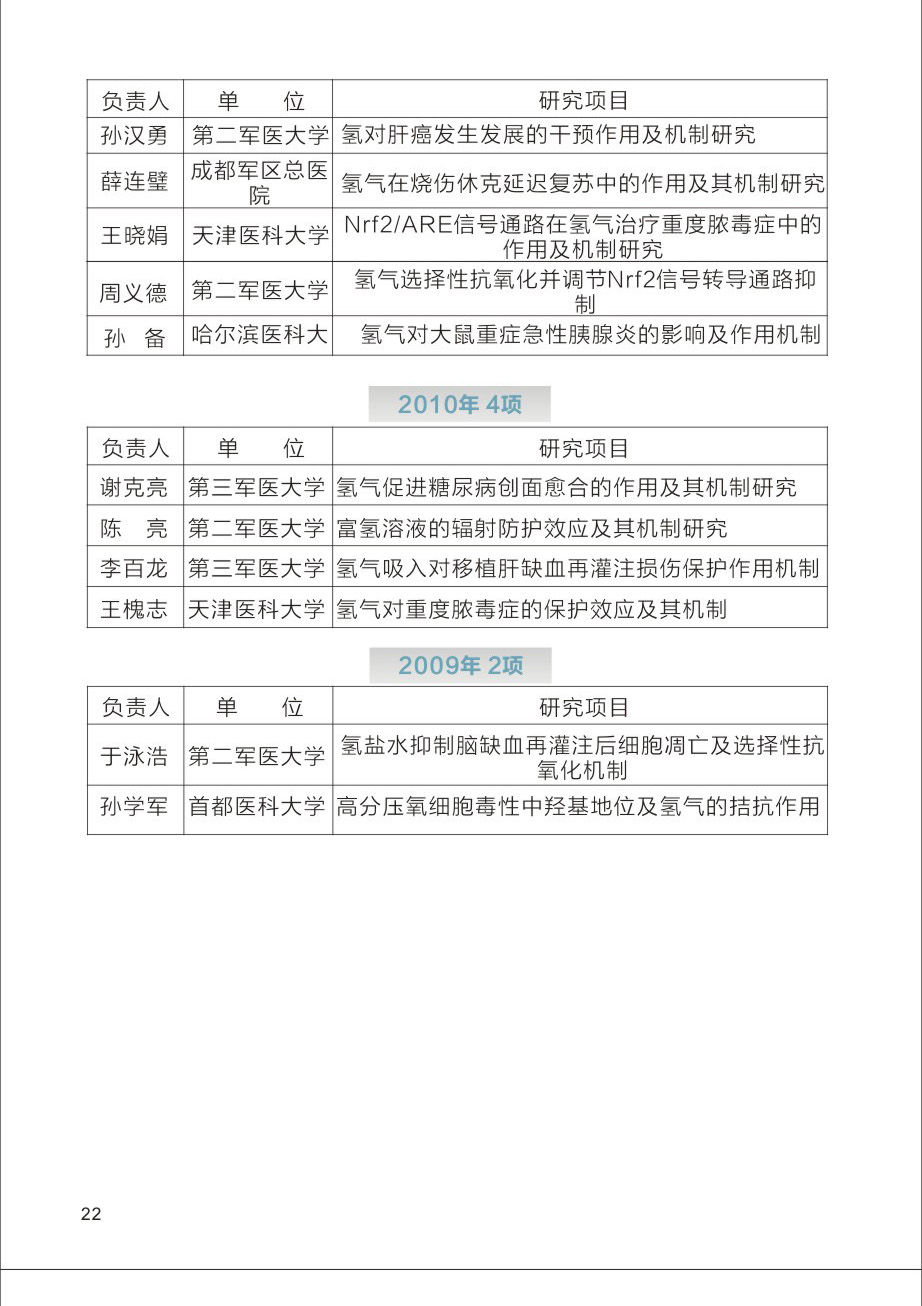 负责人 单 位 研究项目
孙汉勇 第二军医大学 氢对肝癌发生发展的干预作用及机制研究
薛连璧 成都军区总医
院 氢气在烧伤休克延迟复苏中的作用及其机制研究
王晓娟 天津医科大学 Nrf2/ARE信号通路在氢气治疗重度脓毒症中的
作用及机制研究
周义德 第二军医大学 氢气选择性抗氧化并调节Nrf2信号转导通路抑
制
孙 备 哈尔滨医科大 氢气对大鼠重症急性胰腺炎的影响及作用机制
2010年 4项
负责人 单 位 研究项目
谢克亮 第三军医大学 氢气促进糖尿病创面愈合的作用及其机制研究
陈 亮 第二军医大学 富氢溶液的辐射防护效应及其机制研究
李百龙 第三军医大学 氢气吸入对移植肝缺血再灌注损伤保护作用机制
王槐志 天津医科大学 氢气对重度脓毒症的保护效应及其机制
2009年 2项
负责人 单 位 研究项目
于泳浩 第二军医大学 氢盐水抑制脑缺血再灌注后细胞凋亡及选择性抗
氧化机制
孙学军 首都医科大学 高分压氧细胞毒性中羟基地位及氢气的拮抗作用
22